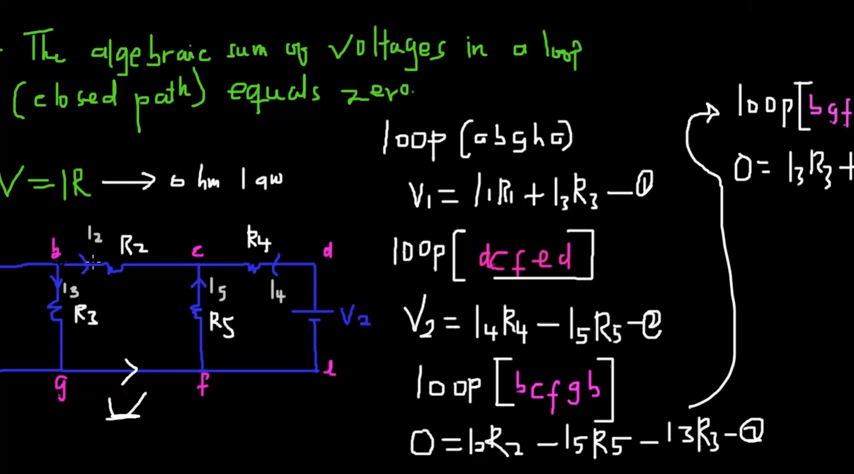 The algebraic sum of voltages in a loop
(closed path) equals zero.
V = IR → ohm law
b
I2
R2
c
R4
d
I3
R3
I5
R5
I4
V2
g
f
e
loop (abgha)
V1 = I1R1 + I3R3 — ①
loop [dcfed]
V2 = I4R4 − I5R5 — ②
loop [bcfgb]
0 = I2R2 − I5R5 − I3R3 —
loop [bgf
0 = I3R3 +